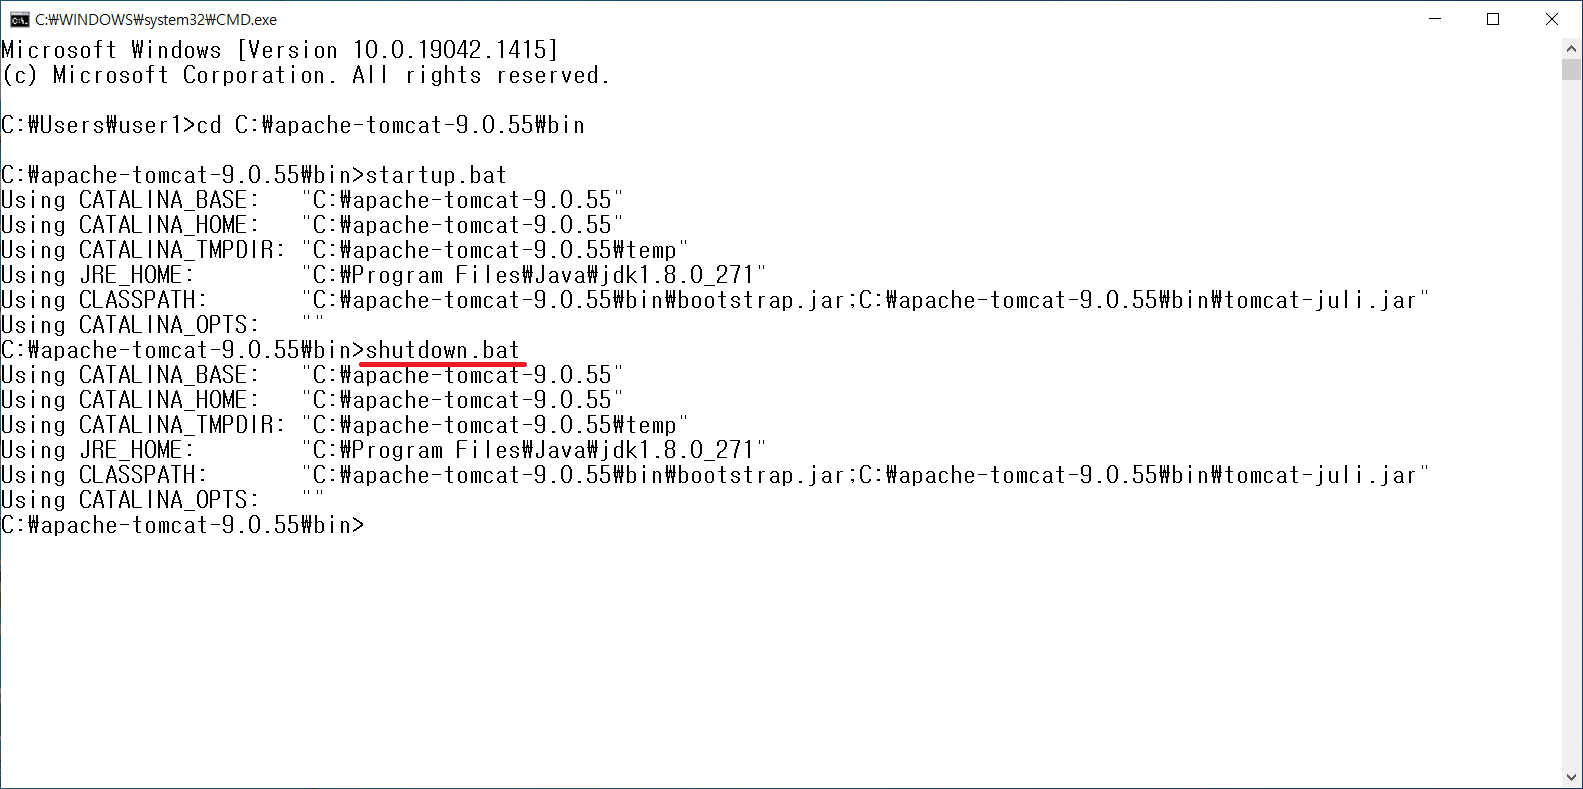 C:₩WINDOWS₩system32₩CMD.exe
Microsoft Windows [Version 10.0.19042.1415]
(c) Microsoft Corporation. All rights reserved.
C:₩Users₩user1>cd C:₩apache-tomcat-9.0.55₩bin
C:₩apache-tomcat-9.0.55₩bin>startup.bat
Using CATALINA_BASE:   "C:₩apache-tomcat-9.0.55"
Using CATALINA_HOME:   "C:₩apache-tomcat-9.0.55"
Using CATALINA_TMPDIR: "C:₩apache-tomcat-9.0.55₩temp"
Using JRE_HOME:        "C:₩Program Files₩Java₩jdk1.8.0_271"
Using CLASSPATH:       "C:₩apache-tomcat-9.0.55₩bin₩bootstrap.jar;C:₩apache-tomcat-9.0.55₩bin₩tomcat-juli.jar"
Using CATALINA_OPTS:   ""
C:₩apache-tomcat-9.0.55₩bin>shutdown.bat
Using CATALINA_BASE:   "C:₩apache-tomcat-9.0.55"
Using CATALINA_HOME:   "C:₩apache-tomcat-9.0.55"
Using CATALINA_TMPDIR: "C:₩apache-tomcat-9.0.55₩temp"
Using JRE_HOME:        "C:₩Program Files₩Java₩jdk1.8.0_271"
Using CLASSPATH:       "C:₩apache-tomcat-9.0.55₩bin₩bootstrap.jar;C:₩apache-tomcat-9.0.55₩bin₩tomcat-juli.jar"
Using CATALINA_OPTS:   ""
C:₩apache-tomcat-9.0.55₩bin>